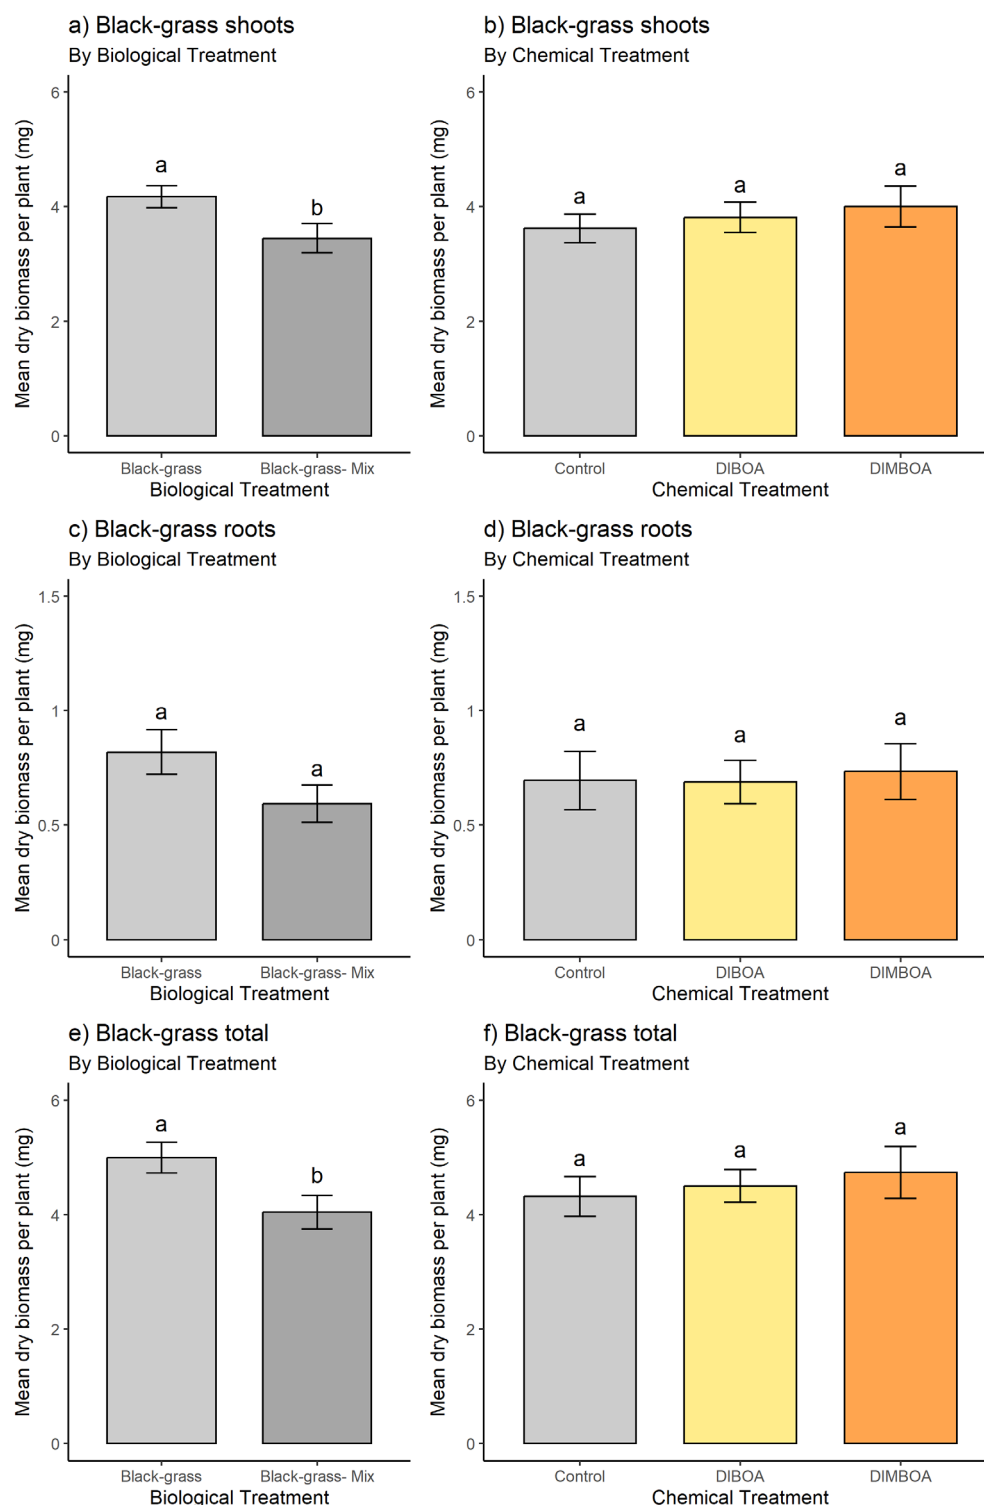 a) Black-grass shoots
By Biological Treatment
Mean dry biomass per plant (mg)
6
4
2
0
a
b
Black-grass
Black-grass- Mix
Biological Treatment
b) Black-grass shoots
By Chemical Treatment
Mean dry biomass per plant (mg)
6
4
2
0
a
a
a
Control
DIBOA
DIMBOA
Chemical Treatment
c) Black-grass roots
By Biological Treatment
Mean dry biomass per plant (mg)
1.5
1
0.5
0
a
a
Black-grass
Black-grass- Mix
Biological Treatment
d) Black-grass roots
By Chemical Treatment
Mean dry biomass per plant (mg)
1.5
1
0.5
0
a
a
a
Control
DIBOA
DIMBOA
Chemical Treatment
e) Black-grass total
By Biological Treatment
Mean dry biomass per plant (mg)
6
4
2
0
a
b
Black-grass
Black-grass- Mix
Biological Treatment
f) Black-grass total
By Chemical Treatment
Mean dry biomass per plant (mg)
6
4
2
0
a
a
a
Control
DIBOA
DIMBOA
Chemical Treatment